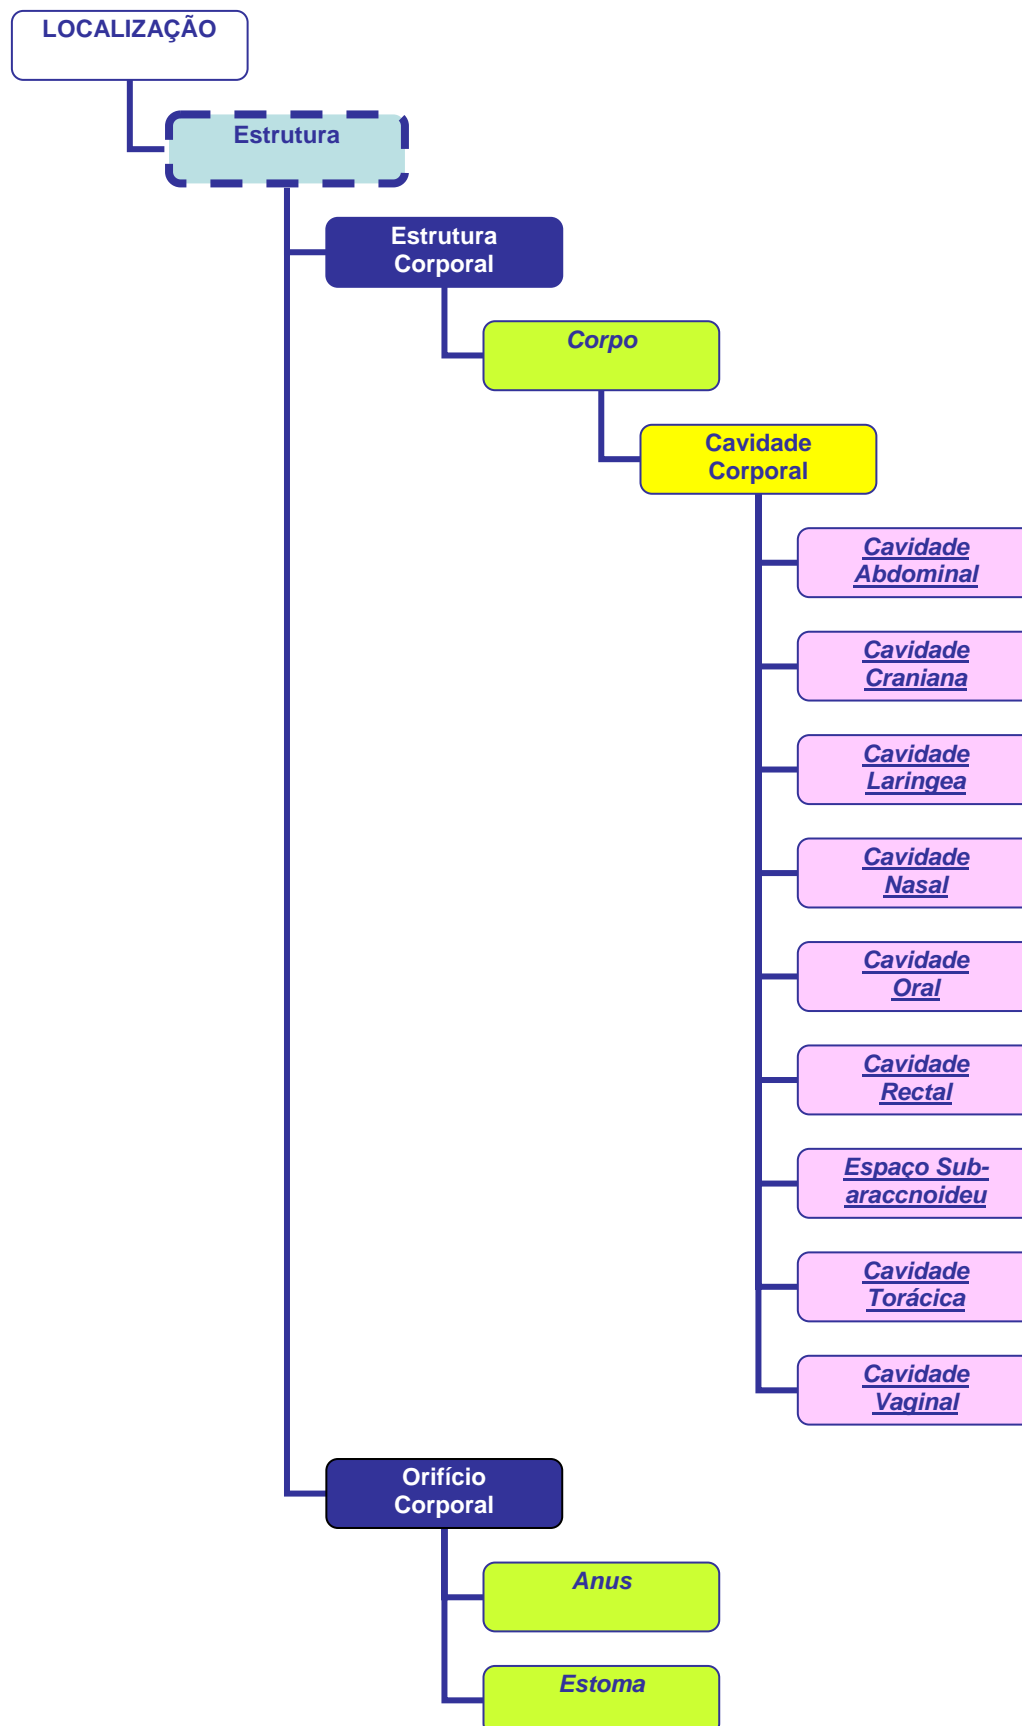 LOCALIZAÇÃO
Estrutura
Estrutura
Corporal
Corpo
Cavidade
Corporal
Cavidade
Abdominal
Cavidade
Craniana
Cavidade
Laringea
Cavidade
Nasal
Cavidade
Oral
Cavidade
Rectal
Espaço Sub-
araccnoideu
Cavidade
Torácica
Cavidade
Vaginal
Orifício
Corporal
Anus
Estoma